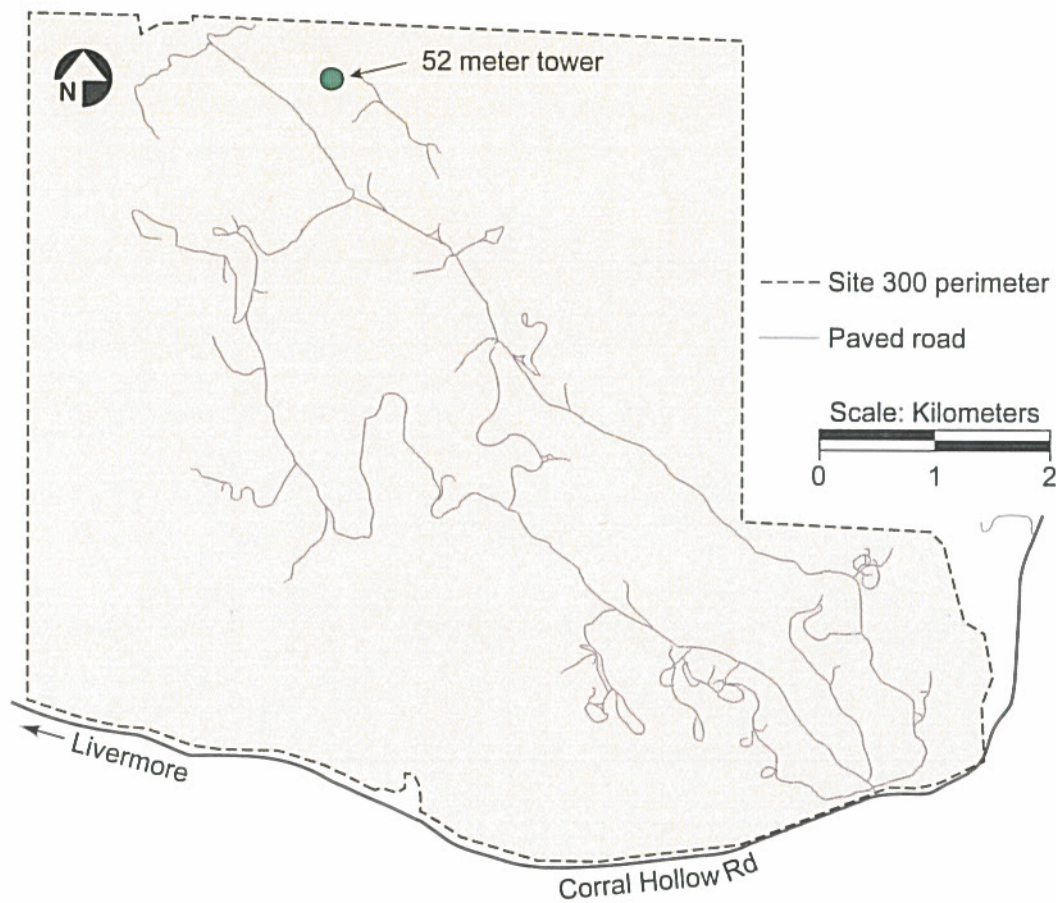 52 meter tower
N
Site 300 perimeter
Paved road
Scale: Kilometers
0 1 2
Livermore
Corral Hollow Rd